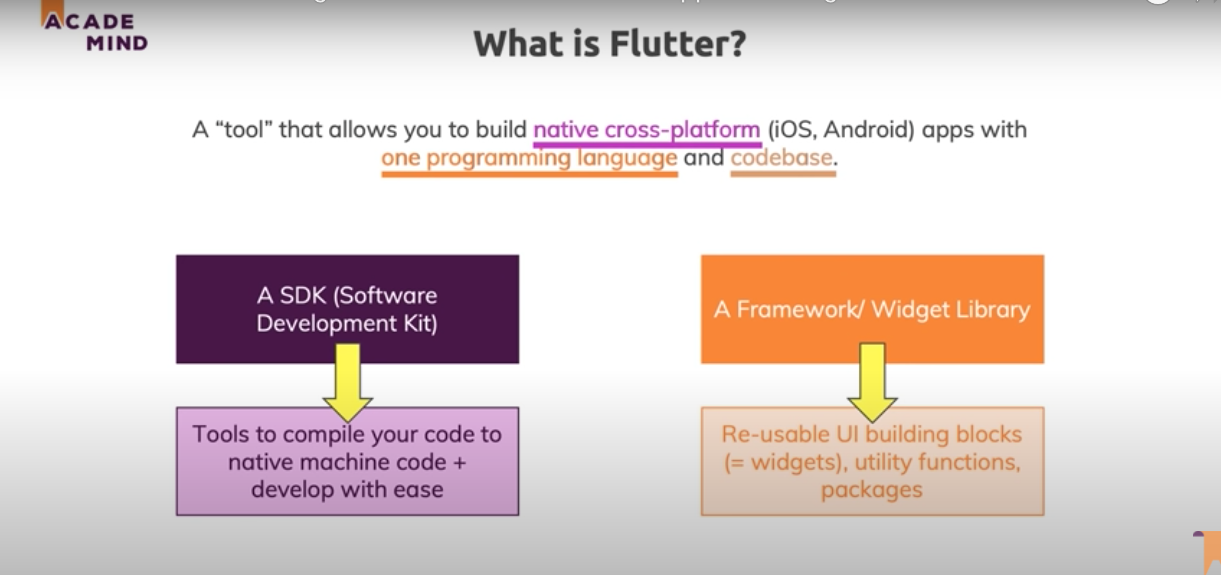 ACADE
MIND
What is Flutter?
A “tool” that allows you to build native cross-platform (iOS, Android) apps with
one programming language and codebase.
A SDK (Software
Development Kit)
A Framework/ Widget Library
Tools to compile your code to
native machine code +
develop with ease
Re-usable UI building blocks
(= widgets), utility functions,
packages